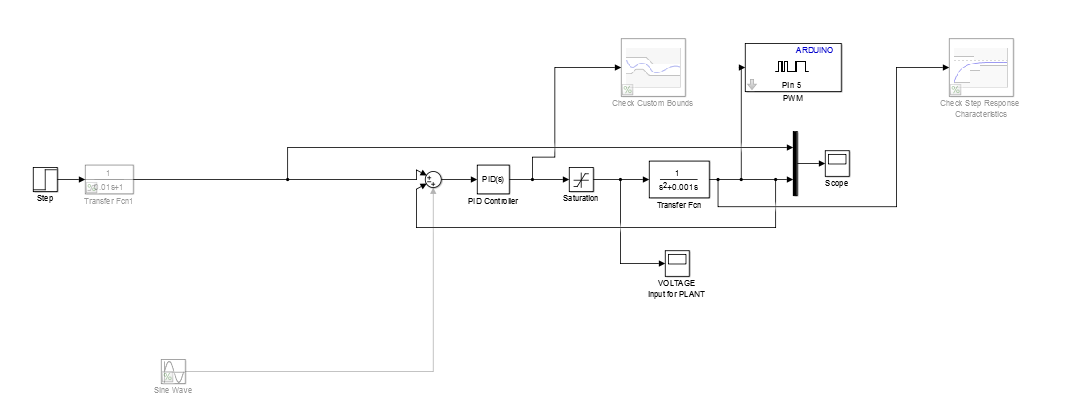 ARDUINO
Pin 5
PWM
Check Custom Bounds
Check Step Response
Characteristics
Step
1
0.01s+1
Transfer Fcn1
PID(s)
PID Controller
Saturation
1
s²+0.001s
Transfer Fcn
Scope
VOLTAGE
Input for PLANT
Sine Wave